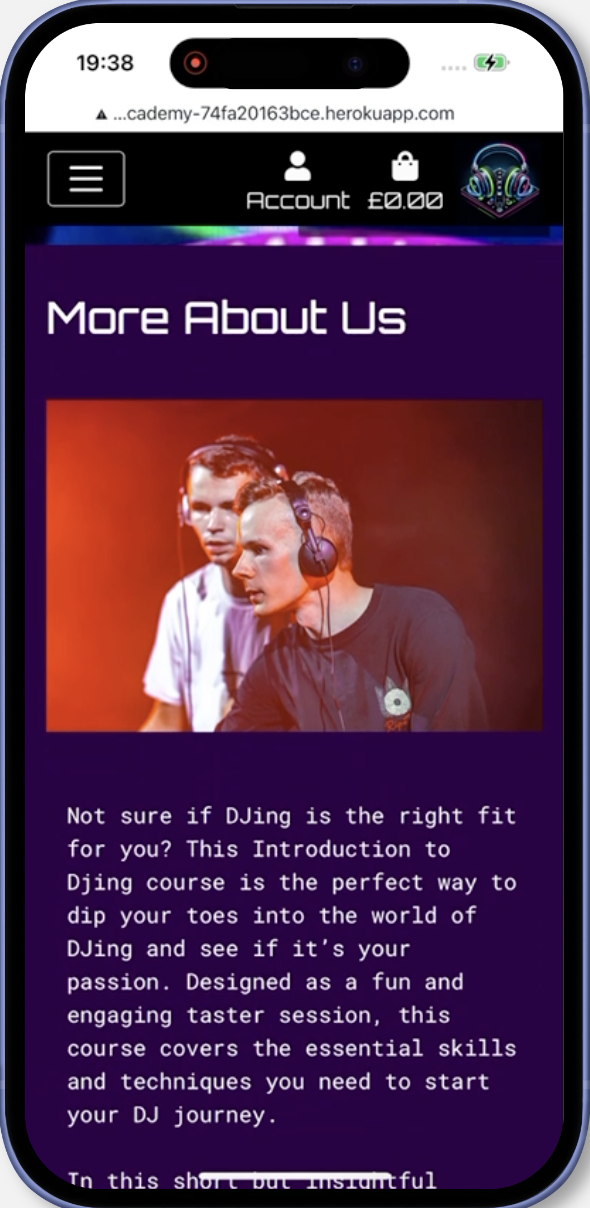 19:38
...cademy-74fa20163bce.herokuapp.com
Account £0.00
More About Us
Not sure if DJing is the right fit
for you? This Introduction to
Djing course is the perfect way to
dip your toes into the world of
DJing and see if it’s your
passion. Designed as a fun and
engaging taster session, this
course covers the essential skills
and techniques you need to start
your DJ journey.
In this short but insightful